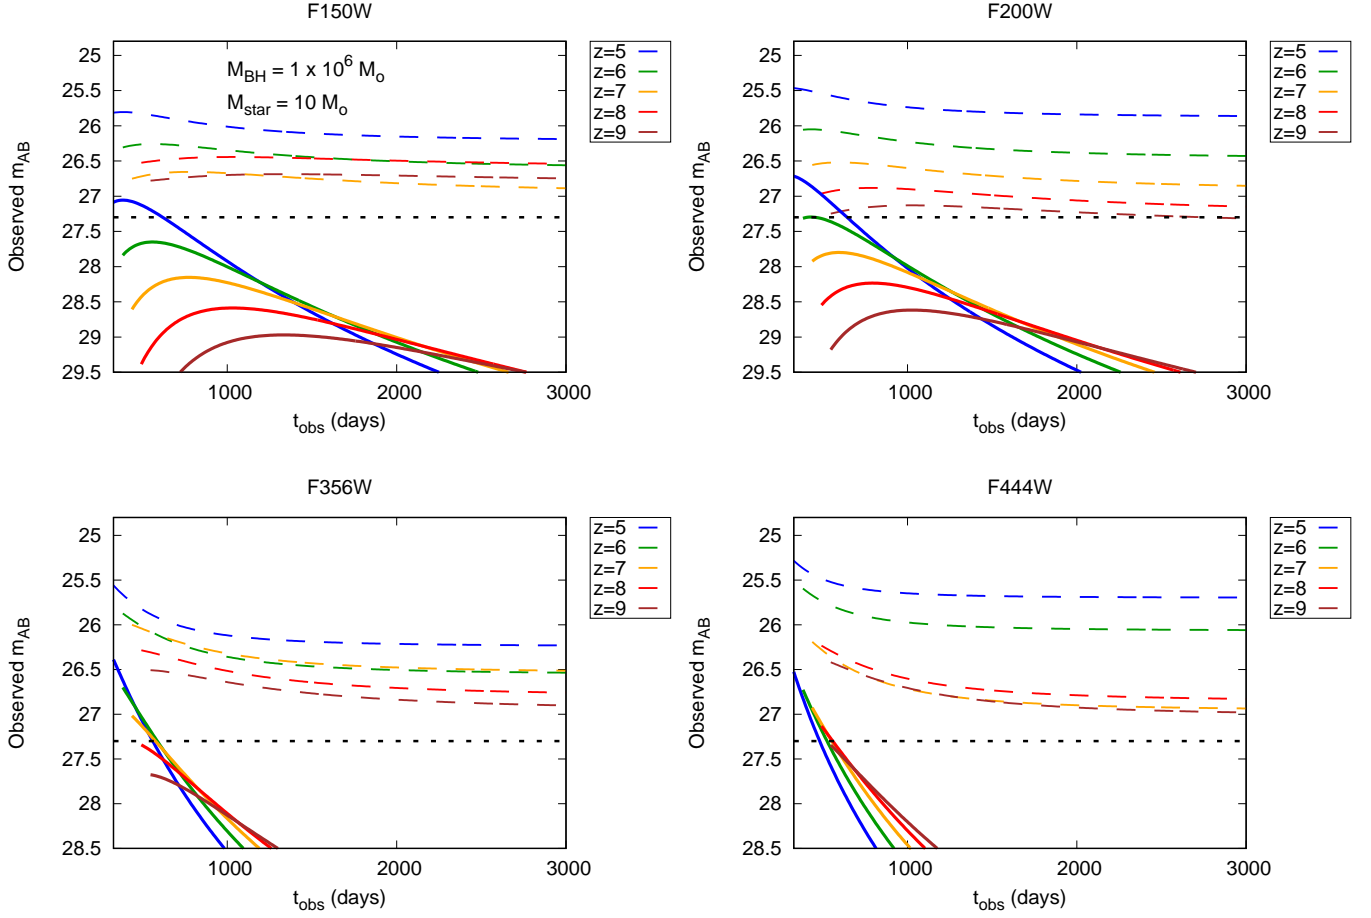 F150W
Observed m_AB
25
25.5
26
26.5
27
27.5
28
28.5
29
29.5
M_BH = 1 x 10^6 M_o
M_star = 10 M_o
1000 2000 3000
t_obs (days)
z=5
z=6
z=7
z=8
z=9
F200W
Observed m_AB
25
25.5
26
26.5
27
27.5
28
28.5
29
29.5
1000 2000 3000
t_obs (days)
z=5
z=6
z=7
z=8
z=9
F356W
Observed m_AB
25
25.5
26
26.5
27
27.5
28
28.5
1000 2000 3000
t_obs (days)
z=5
z=6
z=7
z=8
z=9
F444W
Observed m_AB
25
25.5
26
26.5
27
27.5
28
28.5
1000 2000 3000
t_obs (days)
z=5
z=6
z=7
z=8
z=9